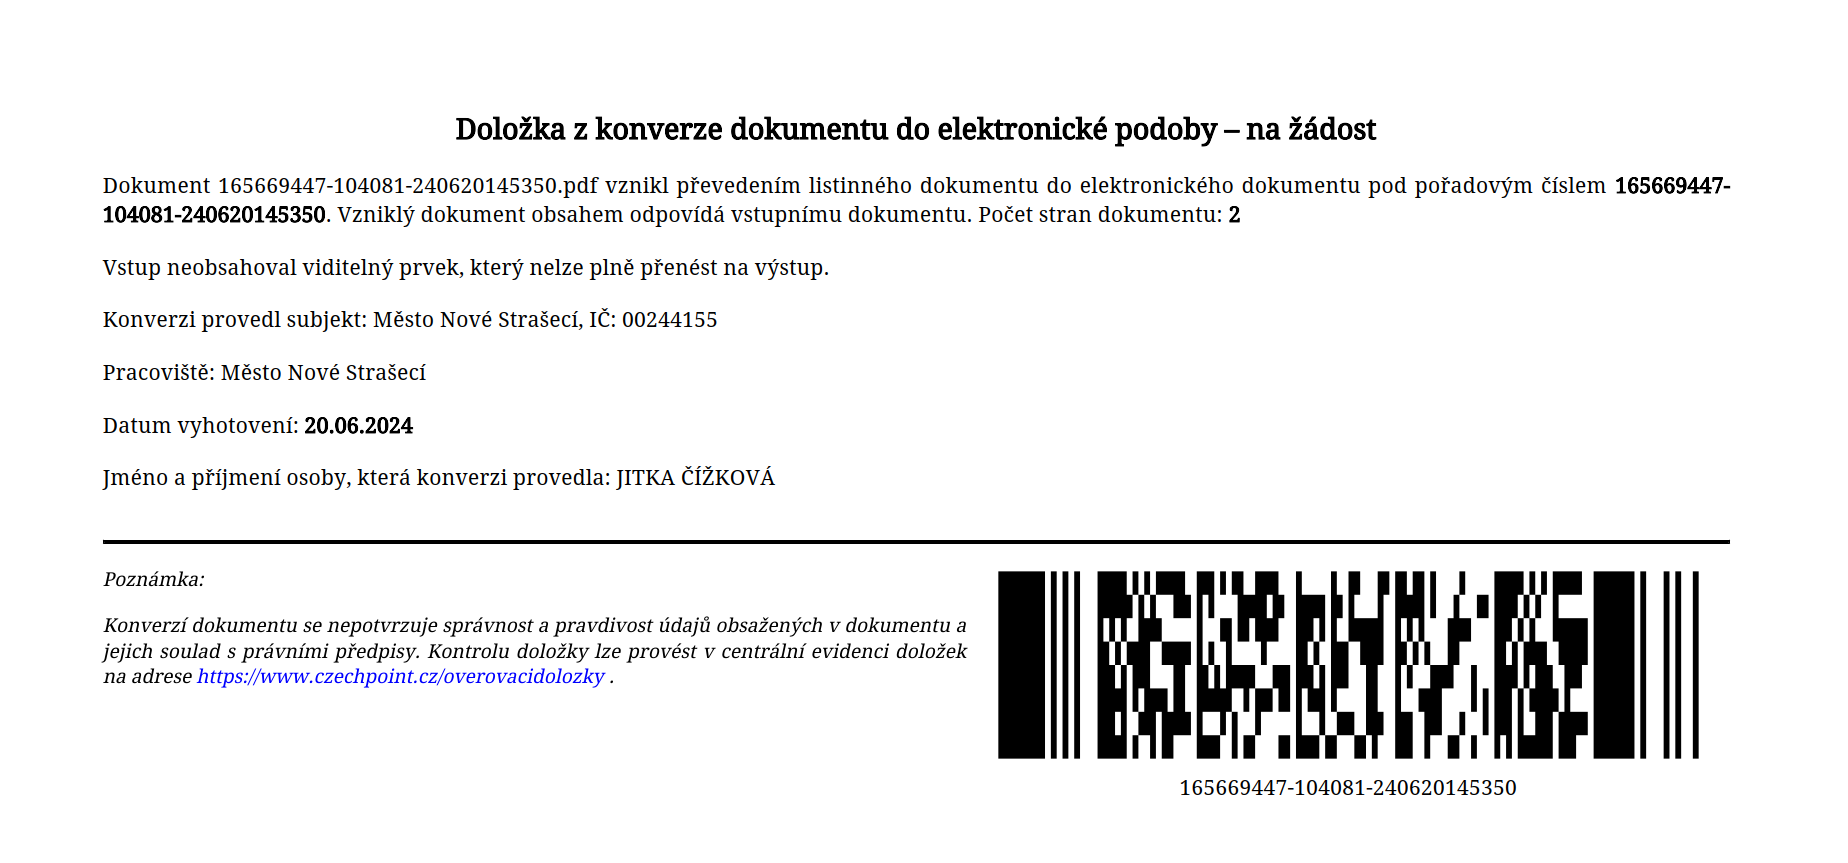 Doložka z konverze dokumentu do elektronické podoby – na žádost
Dokument 165669447-104081-240620145350.pdf vznikl převedením listinného dokumentu do elektronického dokumentu pod pořadovým číslem 165669447-
104081-240620145350. Vzniklý dokument obsahem odpovídá vstupnímu dokumentu. Počet stran dokumentu: 2
Vstup neobsahoval viditelný prvek, který nelze plně přenést na výstup.
Konverzi provedl subjekt: Město Nové Strašecí, IČ: 00244155
Pracoviště: Město Nové Strašecí
Datum vyhotovení: 20.06.2024
Jméno a příjmení osoby, která konverzi provedla: JITKA ČÍŽKOVÁ
Poznámka:
Konverzí dokumentu se nepotvrzuje správnost a pravdivost údajů obsažených v dokumentu a
jejich soulad s právními předpisy. Kontrolu doložky lze provést v centrální evidenci doložek
na adrese https://www.czechpoint.cz/overovacidolozky .
165669447-104081-240620145350